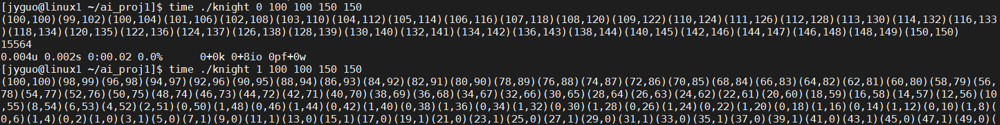 [jyguo@linux1 ~/ai_proj1]$ time ./knight 0 100 100 150 150
(100,100)(99,102)(100,104)(101,106)(102,108)(103,110)(104,112)(105,114)(106,116)(107,118)(108,120)(109,122)(110,124)(111,126)(112,128)(113,130)(114,132)(116,133
)(118,134)(120,135)(122,136)(124,137)(126,138)(128,139)(130,140)(132,141)(134,142)(136,143)(138,144)(140,145)(142,146)(144,147)(146,148)(148,149)(150,150)
15564
0.004u 0.002s 0:00.02 0.0%      0+0k 0+8io 0pf+0w
[jyguo@linux1 ~/ai_proj1]$ time ./knight 1 100 100 150 150
(100,100)(98,99)(96,98)(94,97)(92,96)(90,95)(88,94)(86,93)(84,92)(82,91)(80,90)(78,89)(76,88)(74,87)(72,86)(70,85)(68,84)(66,83)(64,82)(62,81)(60,80)(58,79)(56,
78)(54,77)(52,76)(50,75)(48,74)(46,73)(44,72)(42,71)(40,70)(38,69)(36,68)(34,67)(32,66)(30,65)(28,64)(26,63)(24,62)(22,61)(20,60)(18,59)(16,58)(14,57)(12,56)(10
,55)(8,54)(6,53)(4,52)(2,51)(0,50)(1,48)(0,46)(1,44)(0,42)(1,40)(0,38)(1,36)(0,34)(1,32)(0,30)(1,28)(0,26)(1,24)(0,22)(1,20)(0,18)(1,16)(0,14)(1,12)(0,10)(1,8)(
0,6)(1,4)(0,2)(1,0)(3,1)(5,0)(7,1)(9,0)(11,1)(13,0)(15,1)(17,0)(19,1)(21,0)(23,1)(25,0)(27,1)(29,0)(31,1)(33,0)(35,1)(37,0)(39,1)(41,0)(43,1)(45,0)(47,1)(49,0)(